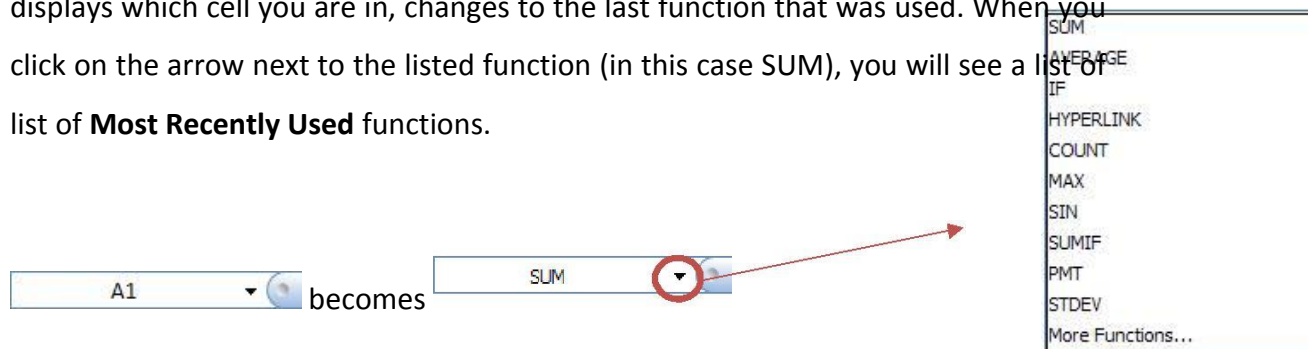 displays which cell you are in, changes to the last function that was used. When you
click on the arrow next to the listed function (in this case SUM), you will see a list of
list of Most Recently Used functions.
A1 becomes SUM
SUM
AVERAGE
IF
HYPERLINK
COUNT
MAX
SIN
SUMIF
PMT
STDEV
More Functions...